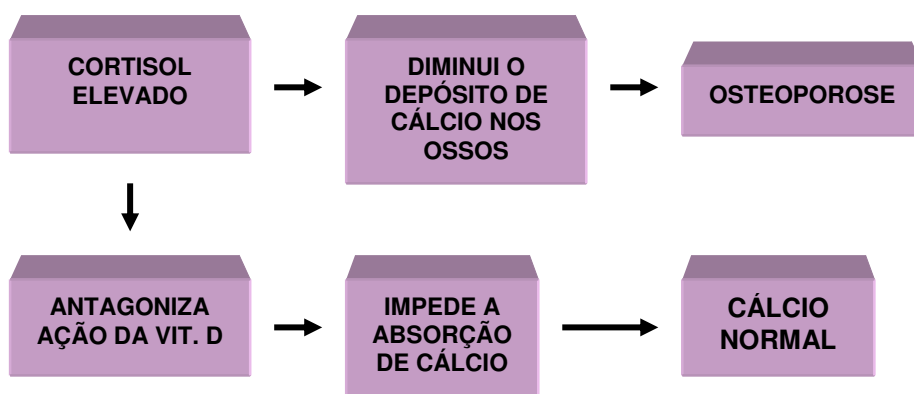 CORTISOL
ELEVADO
DIMINUI O
DEPÓSITO DE
CÁLCIO NOS
OSSOS
OSTEOPOROSE
ANTAGONIZA
AÇÃO DA VIT. D
IMPEDE A
ABSORÇÃO
DE CÁLCIO
CÁLCIO
NORMAL